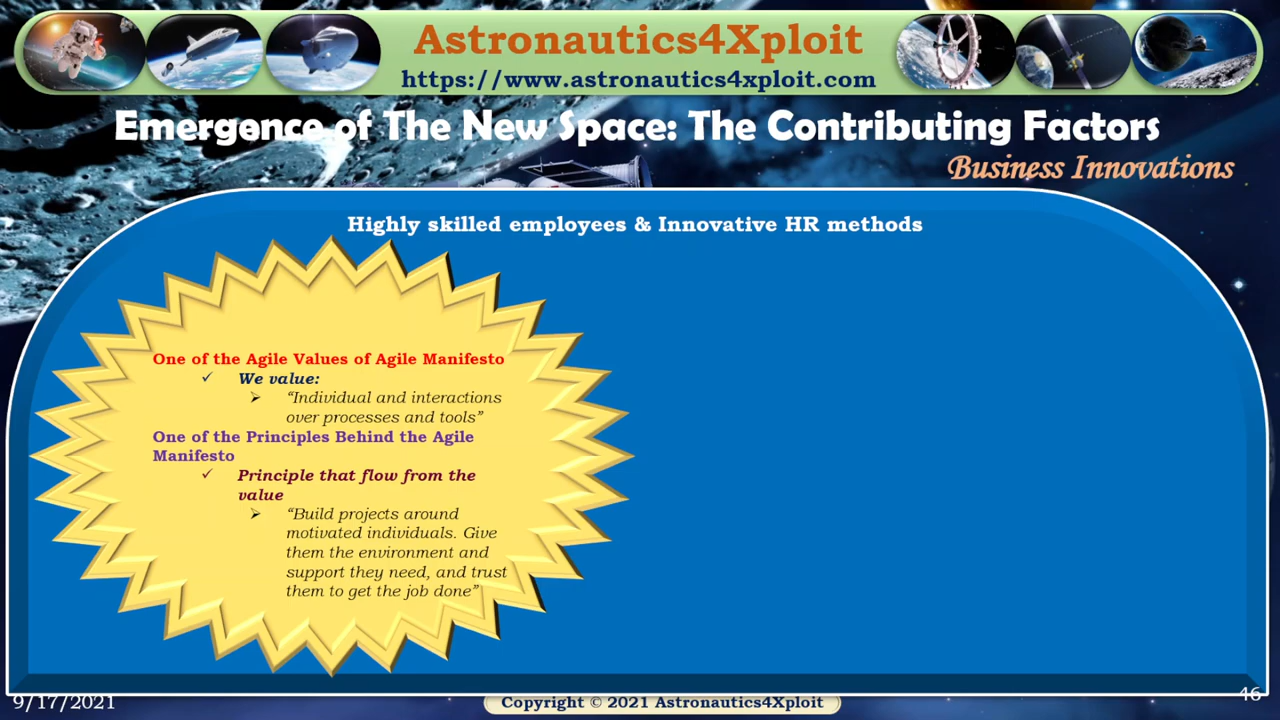 Astronautics4Xploit
https://www.astronautics4xploit.com
Emergence of The New Space: The Contributing Factors
Business Innovations
Highly skilled employees & Innovative HR methods
One of the Agile Values of Agile Manifesto
✓ We value:
➢ “Individual and interactions
over processes and tools”
One of the Principles Behind the Agile
Manifesto
✓ Principle that flow from the
value
➢ “Build projects around
motivated individuals. Give
them the environment and
support they need, and trust
them to get the job done”
9/17/2021
Copyright © 2021 Astronautics4Xploit
46